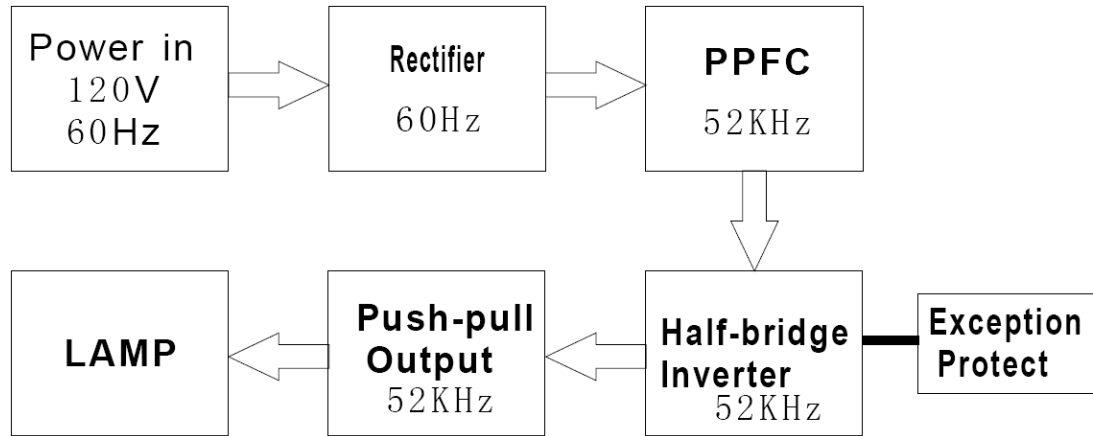 Power in
120V
60Hz
Rectifier
60Hz
PPFC
52KHz
LAMP
Push-pull
Output
52KHz
Half-bridge
Inverter
52KHz
Exception
Protect